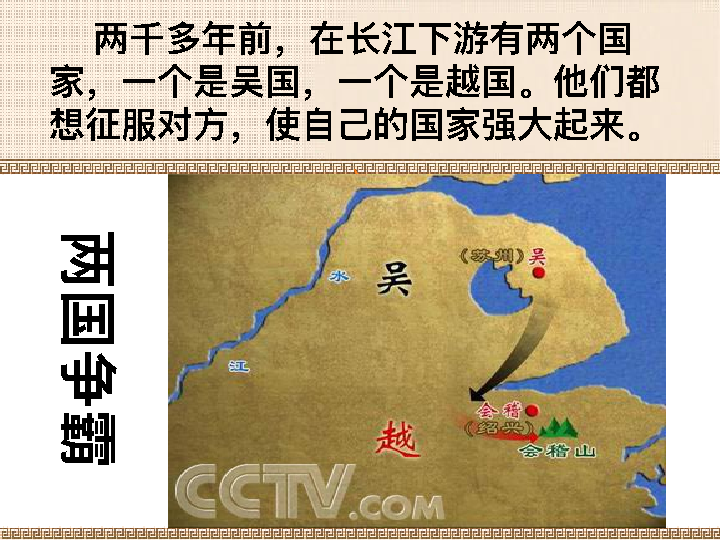 两千多年前，在长江下游有两个国
家，一个是吴国，一个是越国。他们都
想征服对方，使自己的国家强大起来。
两国争霸
（苏州）吴
水
吴
江
会稽
（绍兴）
越
会稽山
CCTV.COM